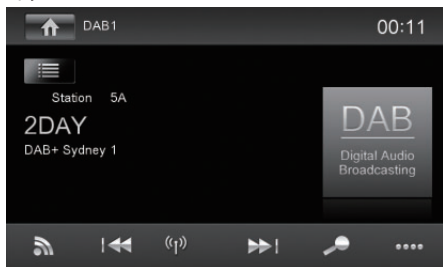 DAB1 00:11
Station 5A
2DAY
DAB+ Sydney 1
DAB
Digital Audio
Broadcasting